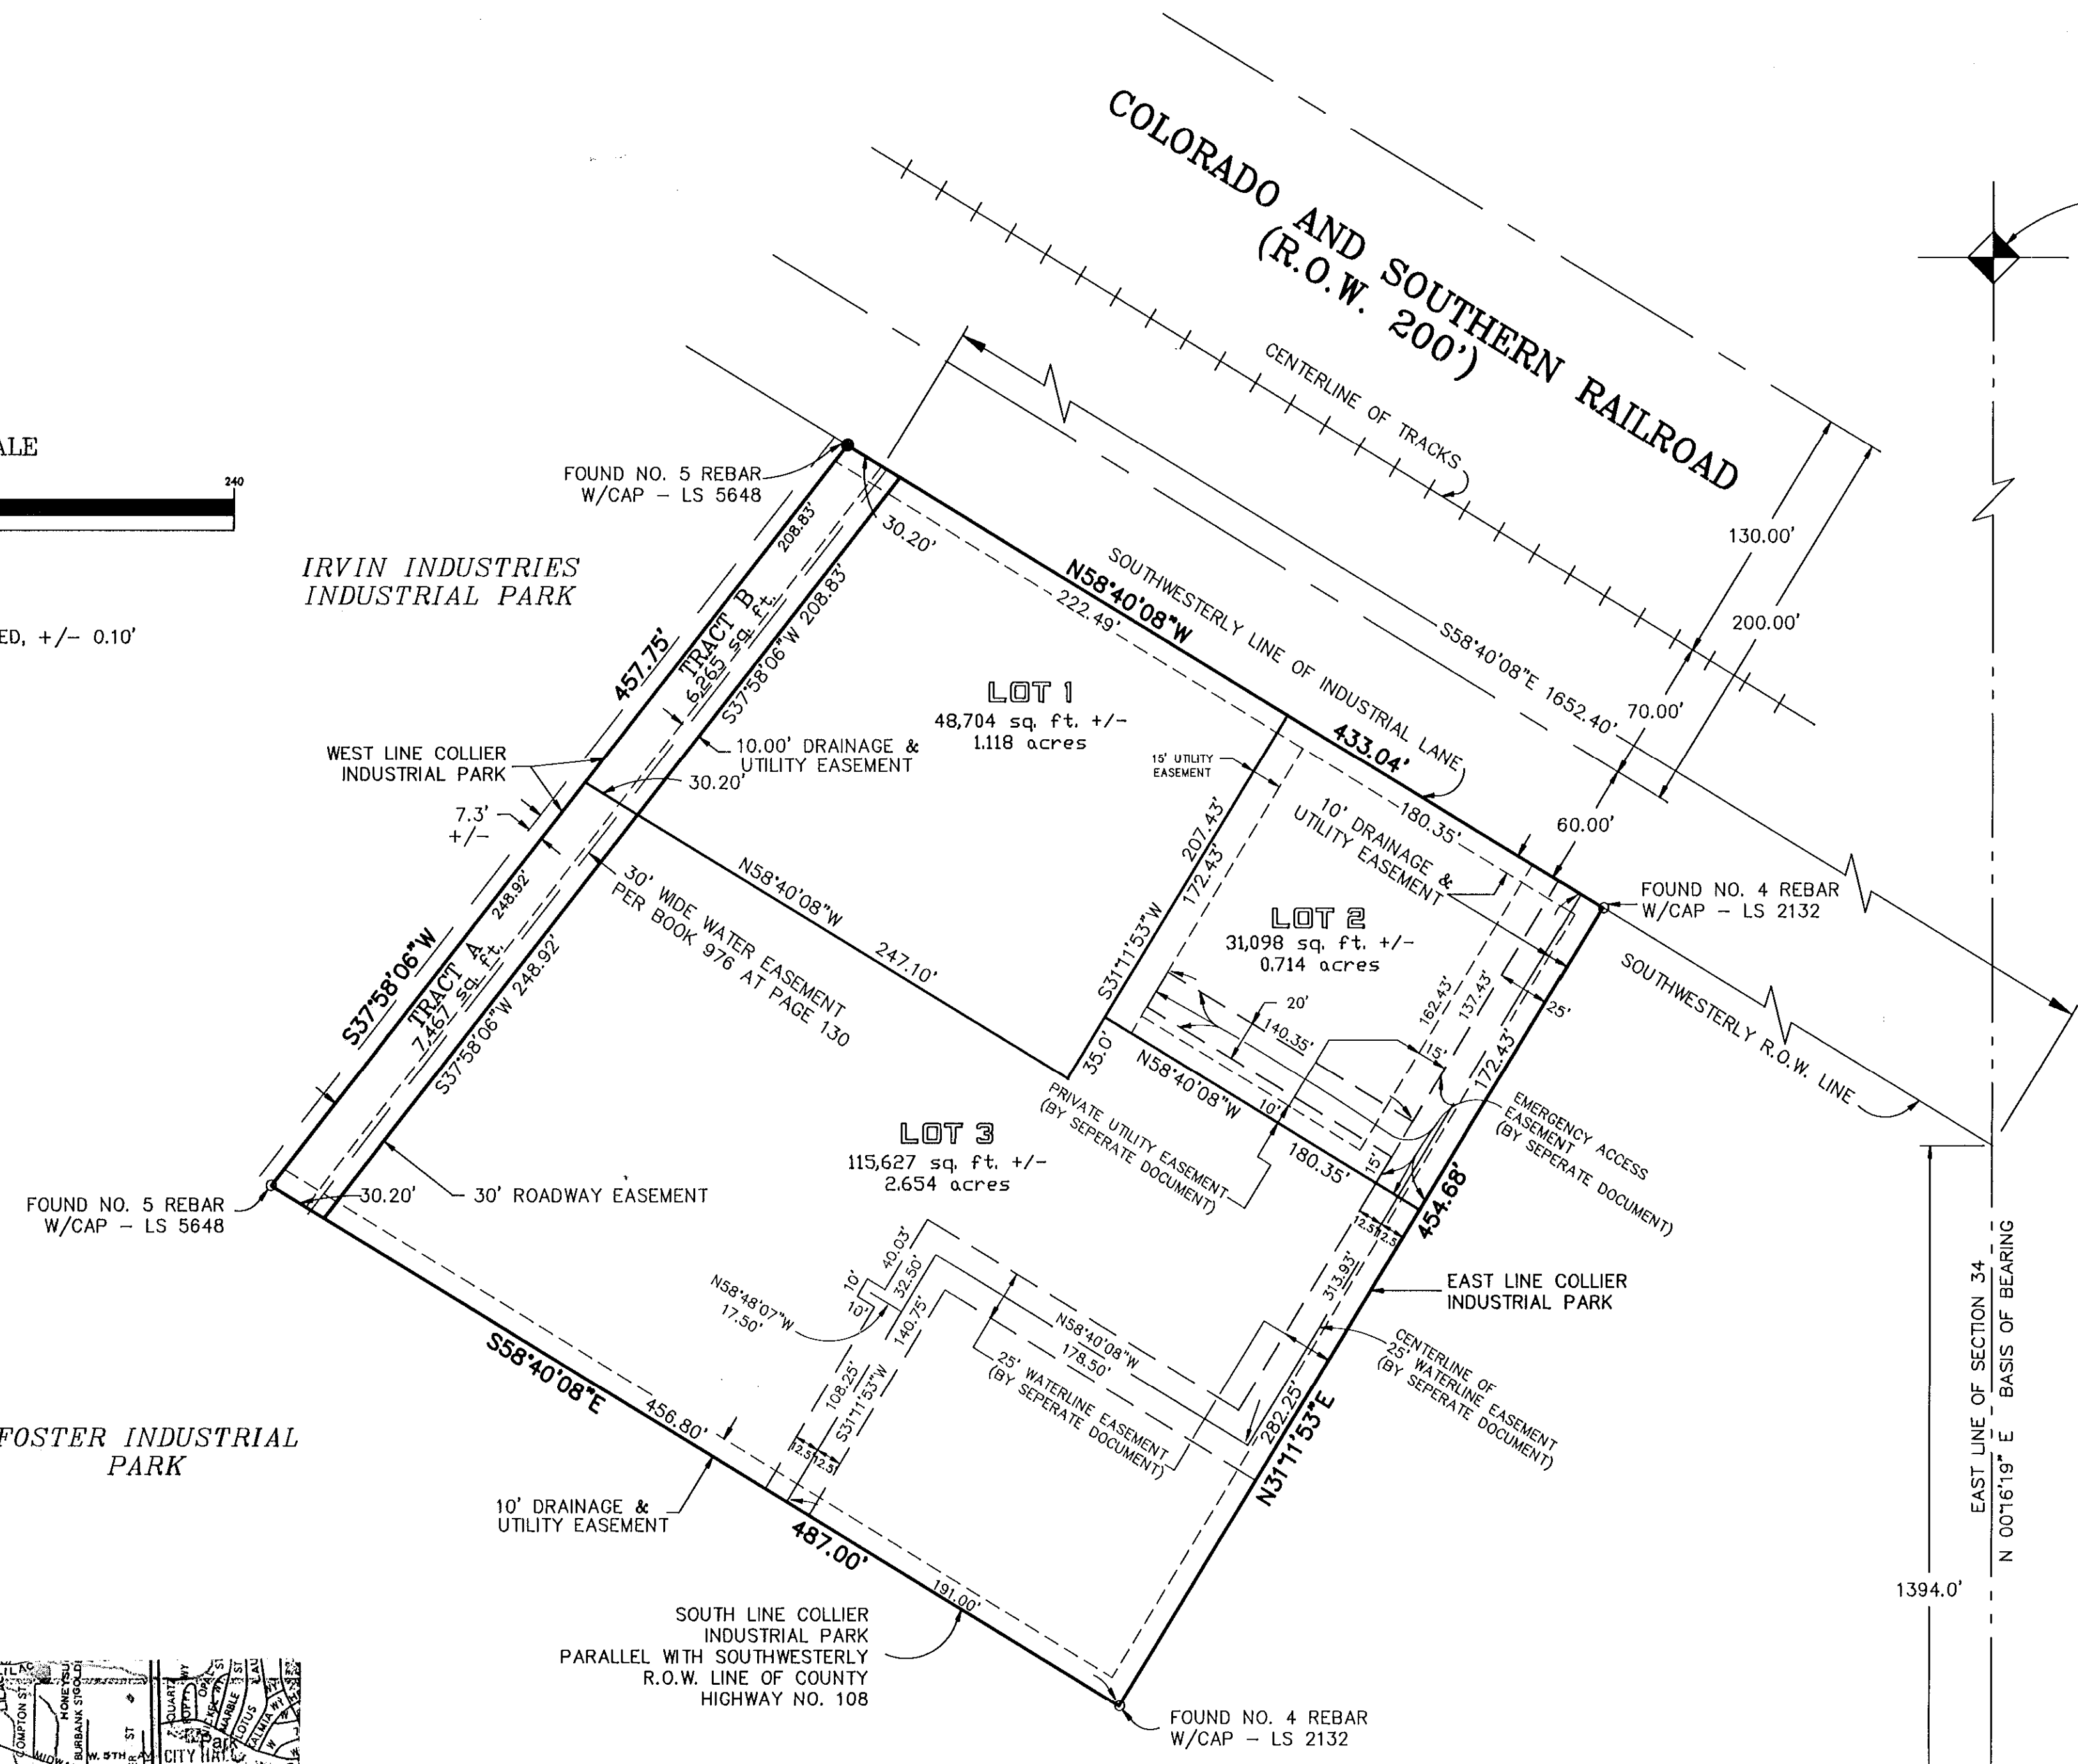 COLORADO AND SOUTHERN RAILROAD
(R.O.W. 200')
CENTERLINE OF TRACKS
130.00'
200.00'
70.00'
60.00'
S58°40'08"E 1652.40'
SOUTHWESTERLY LINE OF INDUSTRIAL LANE
N58°40'08"W
433.04'
222.49'
180.35'
30.20'
240
FOUND NO. 5 REBAR
W/CAP – LS 5648
IRVIN INDUSTRIES
INDUSTRIAL PARK
ED, +/– 0.10'
208.83'
TRACT B
6,265 sq. ft.
S37°58'06"W 208.83'
457.75'
S37°58'06"W
WEST LINE COLLIER
INDUSTRIAL PARK
7.3'
+/–
10.00' DRAINAGE &
UTILITY EASEMENT
30.20'
LOT 1
48,704 sq. ft. +/–
1.118 acres
15' UTILITY
EASEMENT
207.43'
172.43'
S31°11'53"W
35.0'
N58°40'08"W
247.10'
30' WIDE WATER EASEMENT
PER BOOK 976 AT PAGE 130
248.92'
TRACT A
7,467 sq. ft.
S37°58'06"W 248.92'
10' DRAINAGE &
UTILITY EASEMENT
LOT 2
31,098 sq. ft. +/–
0.714 acres
20'
140.35'
162.43'
137.43'
15'
25'
172.43'
10'
15'
N58°40'08"W
180.35'
FOUND NO. 4 REBAR
W/CAP – LS 2132
SOUTHWESTERLY R.O.W. LINE
EMERGENCY ACCESS
EASEMENT
(BY SEPERATE DOCUMENT)
PRIVATE UTILITY EASEMENT
(BY SEPERATE DOCUMENT)
LOT 3
115,627 sq. ft. +/–
2.654 acres
FOUND NO. 5 REBAR
W/CAP – LS 5648
30.20'
30' ROADWAY EASEMENT
12.5'
12.5'
454.68'
313.93'
EAST LINE COLLIER
INDUSTRIAL PARK
CENTERLINE OF
25' WATERLINE EASEMENT
(BY SEPERATE DOCUMENT)
40.03'
32.50'
10'
10'
140.75'
N58°48'07"W
17.50'
N58°40'08"W
178.50'
25' WATERLINE EASEMENT
(BY SEPERATE DOCUMENT)
108.25'
S31°11'53"W
12.5'
12.5'
282.25'
N31°11'53"E
S58°40'08"E
456.80'
487.00'
191.00'
FOSTER INDUSTRIAL
PARK
10' DRAINAGE &
UTILITY EASEMENT
SOUTH LINE COLLIER
INDUSTRIAL PARK
PARALLEL WITH SOUTHWESTERLY
R.O.W. LINE OF COUNTY
HIGHWAY NO. 108
FOUND NO. 4 REBAR
W/CAP – LS 2132
EAST LINE OF SECTION 34
N 00°16'19" E BASIS OF BEARING
1394.0'
COMPTON ST
BURBANK ST
QUARTZ
MARBLE
LOTUS
W. 5TH AV
CITY HALL